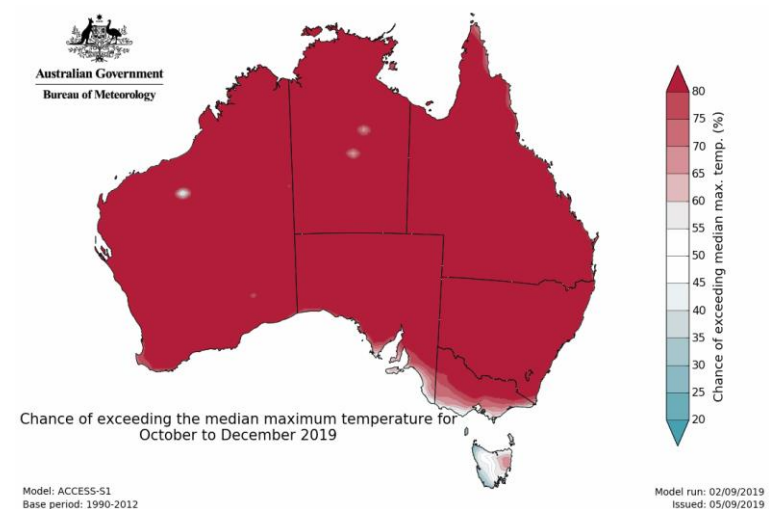 Australian Government
Bureau of Meteorology
80
75
70
65
60
55
50
45
40
35
30
25
20
Chance of exceeding median max. temp. (%)
Chance of exceeding the median maximum temperature for
October to December 2019
Model: ACCESS-S1
Base period: 1990-2012
Model run: 02/09/2019
Issued: 05/09/2019